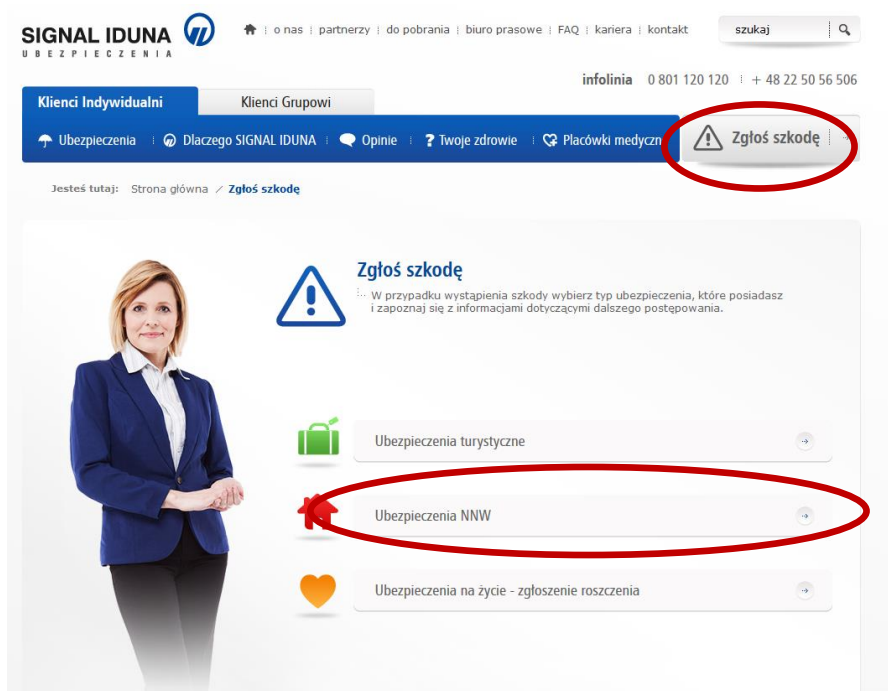 SIGNAL IDUNA
UBEZPIECZENIA
o nas partnerzy do pobrania biuro prasowe FAQ kariera kontakt szukaj
infolinia 0 801 120 120 + 48 22 50 56 506
Klienci Indywidualni Klienci Grupowi
Ubezpieczenia Dlaczego SIGNAL IDUNA Opinie ? Twoje zdrowie Placówki medyczn Zgłoś szkodę
Jesteś tutaj: Strona główna / Zgłoś szkodę
Zgłoś szkodę
W przypadku wystąpienia szkody wybierz typ ubezpieczenia, które posiadasz
i zapoznaj się z informacjami dotyczącymi dalszego postępowania.
Ubezpieczenia turystyczne
Ubezpieczenia NNW
Ubezpieczenia na życie - zgłoszenie roszczenia